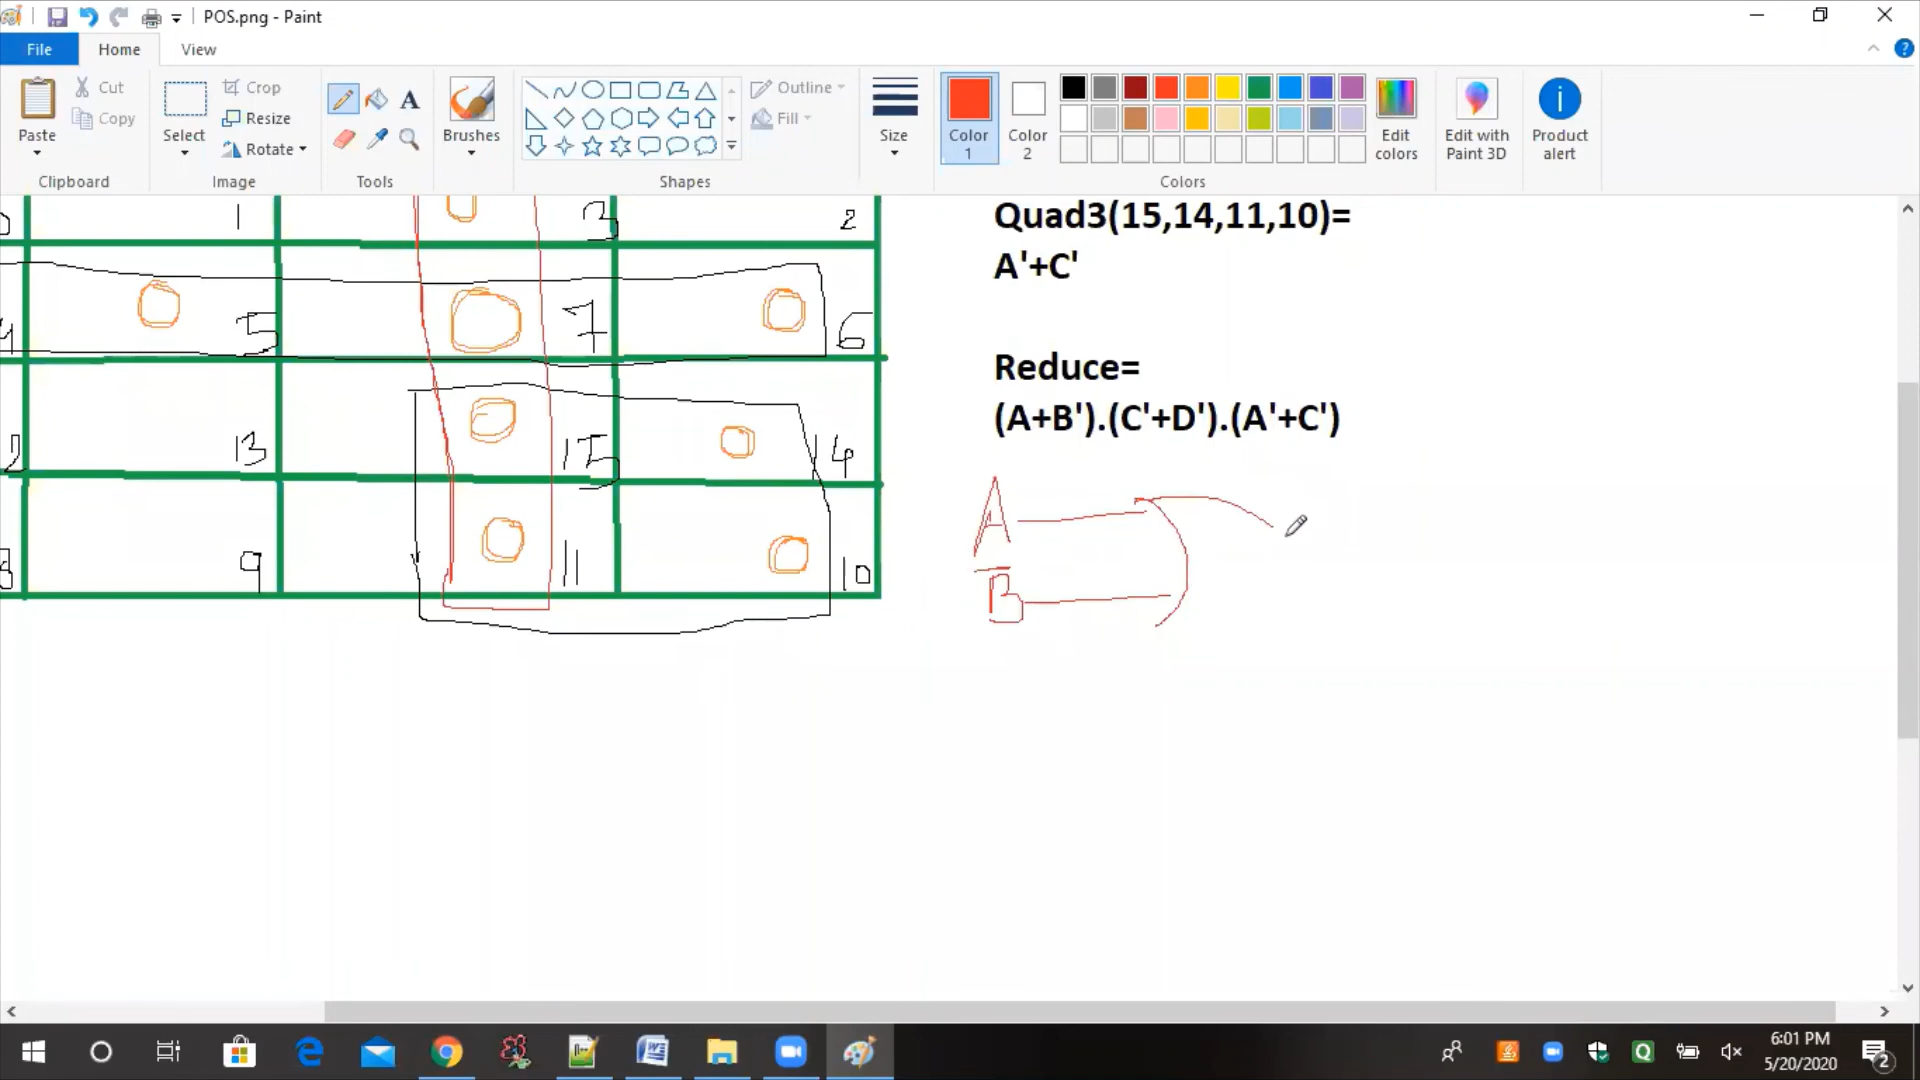 POS.png - Paint
File Home View
Paste
Cut
Copy
Clipboard
Select
Crop
Resize
Rotate
Image
Tools
Brushes
Shapes
Outline
Fill
Size
Color 1
Color 2
Colors
Edit colors
Edit with Paint 3D
Product alert
1 3 2
5 7 6
13 15 14
9 11 10
Quad3(15,14,11,10)=
A'+C'
Reduce=
(A+B').(C'+D').(A'+C')
A
B
6:01 PM
5/20/2020
2